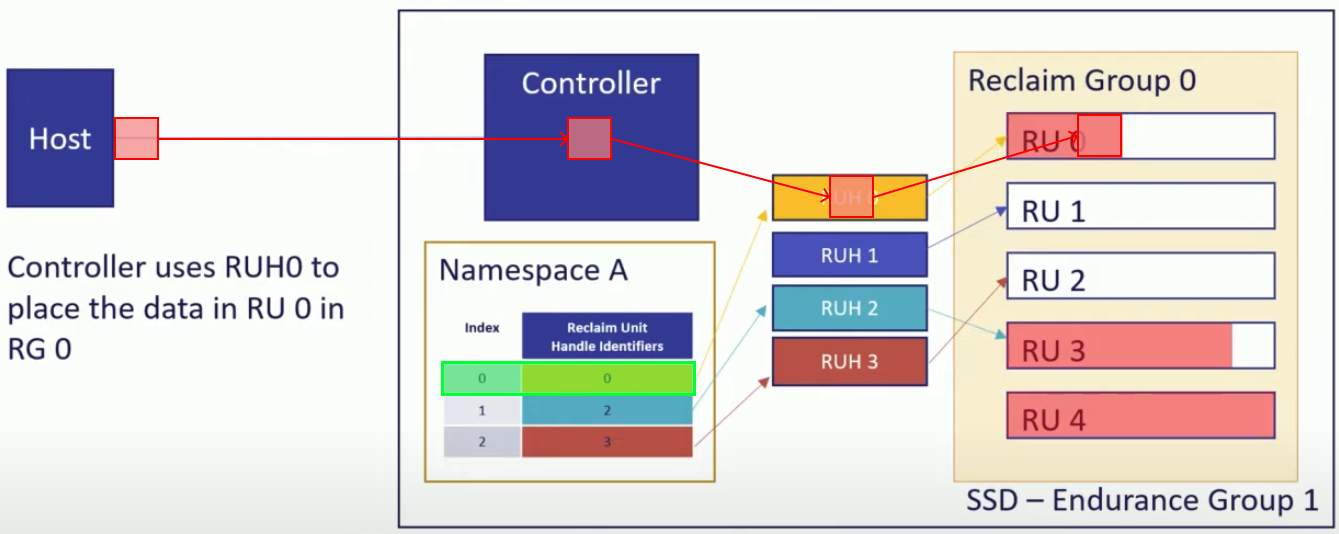 Host
Controller uses RUH0 to
place the data in RU 0 in
RG 0
Controller
Namespace A
Index
Reclaim Unit
Handle Identifiers
0 0
1 2
2 3
RUH 0
RUH 1
RUH 2
RUH 3
Reclaim Group 0
RU 0
RU 1
RU 2
RU 3
RU 4
SSD – Endurance Group 1